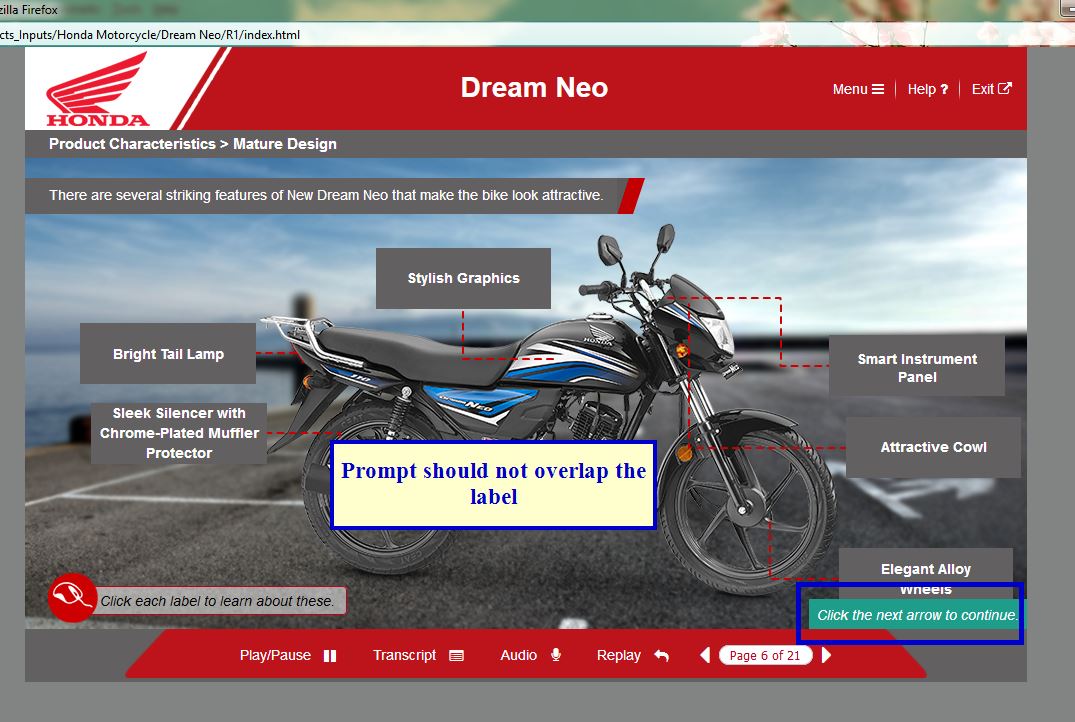 zilla Firefox
cts_Inputs/Honda Motorcycle/Dream Neo/R1/index.html
HONDA
Dream Neo
Menu
Help ?
Exit
Product Characteristics > Mature Design
There are several striking features of New Dream Neo that make the bike look attractive.
Stylish Graphics
Bright Tail Lamp
Smart Instrument
Panel
Sleek Silencer with
Chrome-Plated Muffler
Protector
Attractive Cowl
HONDA
110
Dream NEO
Prompt should not overlap the
label
Elegant Alloy
Wheels
Click each label to learn about these.
Click the next arrow to continue.
Play/Pause
Transcript
Audio
Replay
Page 6 of 21